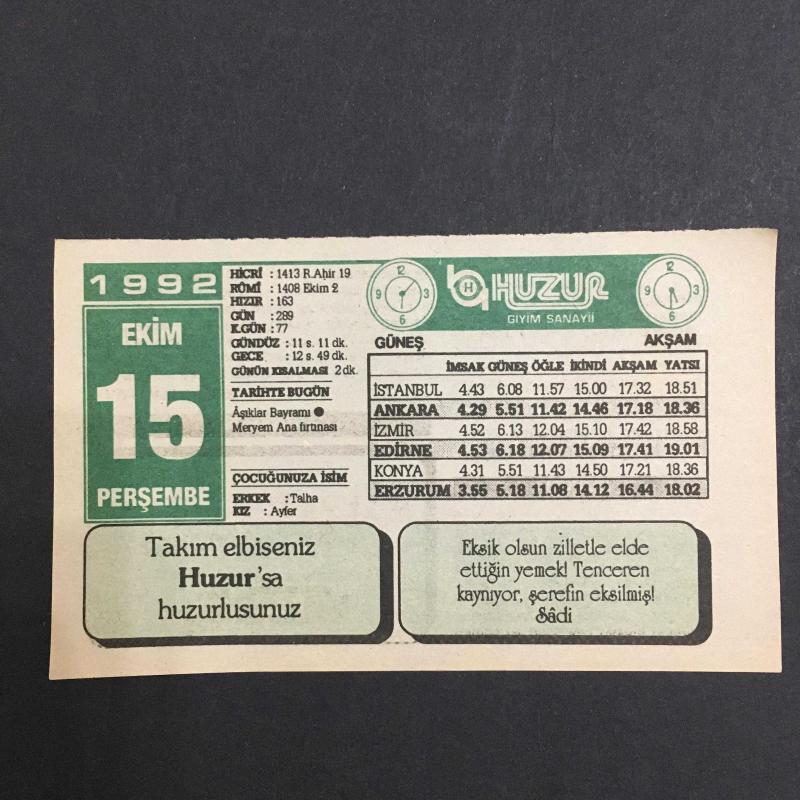 1992
EKİM
15
PERŞEMBE
HİCRİ : 1413 R.Ahir 19
RÛMİ : 1408 Ekim 2
HIZIR : 163
GÜN : 289
K.GÜN : 77
GÜNDÜZ : 11 s. 11 dk.
GECE : 12 s. 49 dk.
GÜNÜN KISALMASI 2 dk.
TARİHTE BUGÜN
Âşıklar Bayramı ●
Meryem Ana fırtınası
ÇOCUĞUNUZA İSİM
ERKEK : Talha
KIZ : Ayfer
12
9 3
6
H HUZUR
GİYİM SANAYİİ
12
9 3
6
GÜNEŞ AKŞAM
İMSAK GÜNEŞ ÖĞLE İKİNDİ AKŞAM YATSI
İSTANBUL 4.43 6.08 11.57 15.00 17.32 18.51
ANKARA 4.29 5.51 11.42 14.46 17.18 18.36
İZMİR 4.52 6.13 12.04 15.10 17.42 18.58
EDİRNE 4.53 6.18 12.07 15.09 17.41 19.01
KONYA 4.31 5.51 11.43 14.50 17.21 18.36
ERZURUM 3.55 5.18 11.08 14.12 16.44 18.02
Takım elbiseniz
Huzur'sa
huzurlusunuz
Eksik olsun zilletle elde
ettiğin yemek! Tenceren
kaynıyor, şerefin eksilmiş!
Sâdi